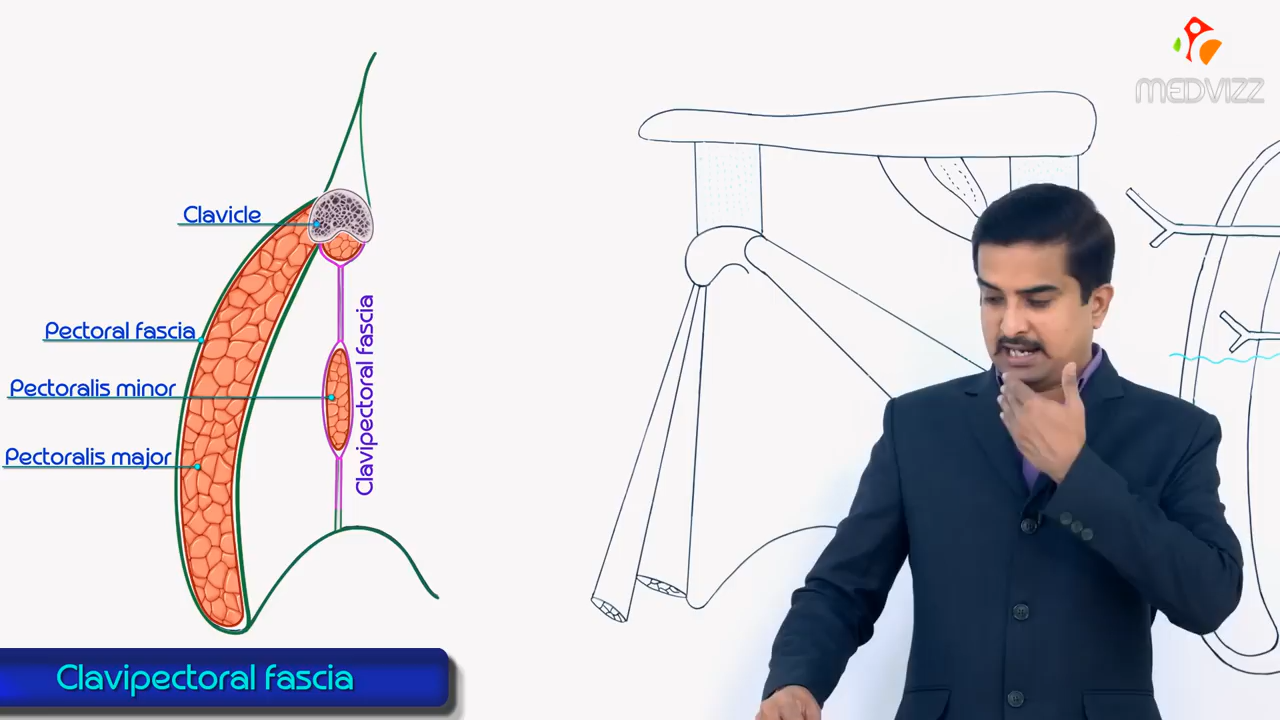 MEDVIZZ
Clavicle
Pectoral fascia
Pectoralis minor
Pectoralis major
Clavipectoral fascia
Clavipectoral fascia